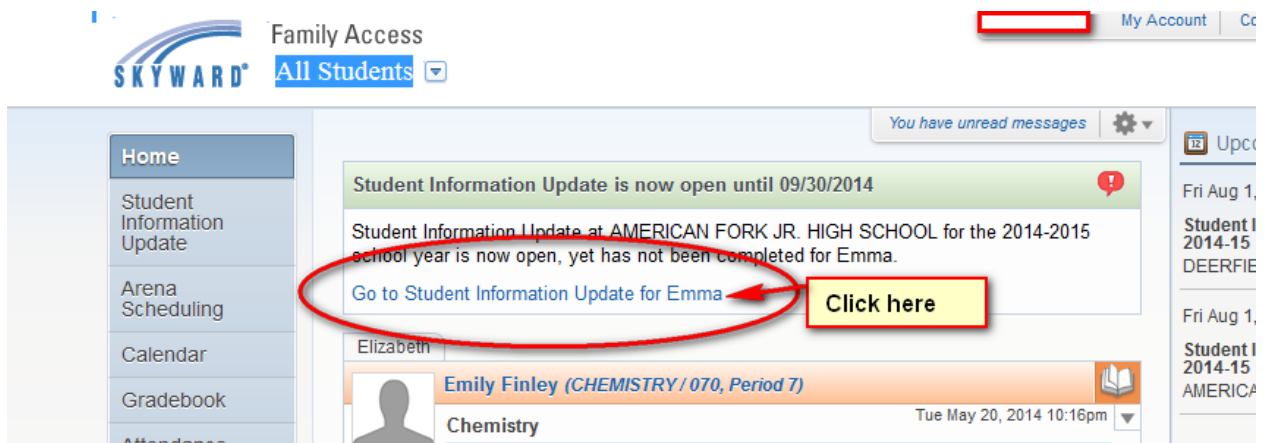 Family Access
My Account
SKYWARD®
All Students
You have unread messages
Home
Student
Information
Update
Arena
Scheduling
Calendar
Gradebook
Student Information Update is now open until 09/30/2014
Student Information Update at AMERICAN FORK JR. HIGH SCHOOL for the 2014-2015
school year is now open, yet has not been completed for Emma.
Go to Student Information Update for Emma
Click here
Elizabeth
Emily Finley (CHEMISTRY / 070, Period 7)
Tue May 20, 2014 10:16pm
Chemistry
12
Fri Aug 1,
Student
2014-15
Fri Aug 1,
Student
2014-15